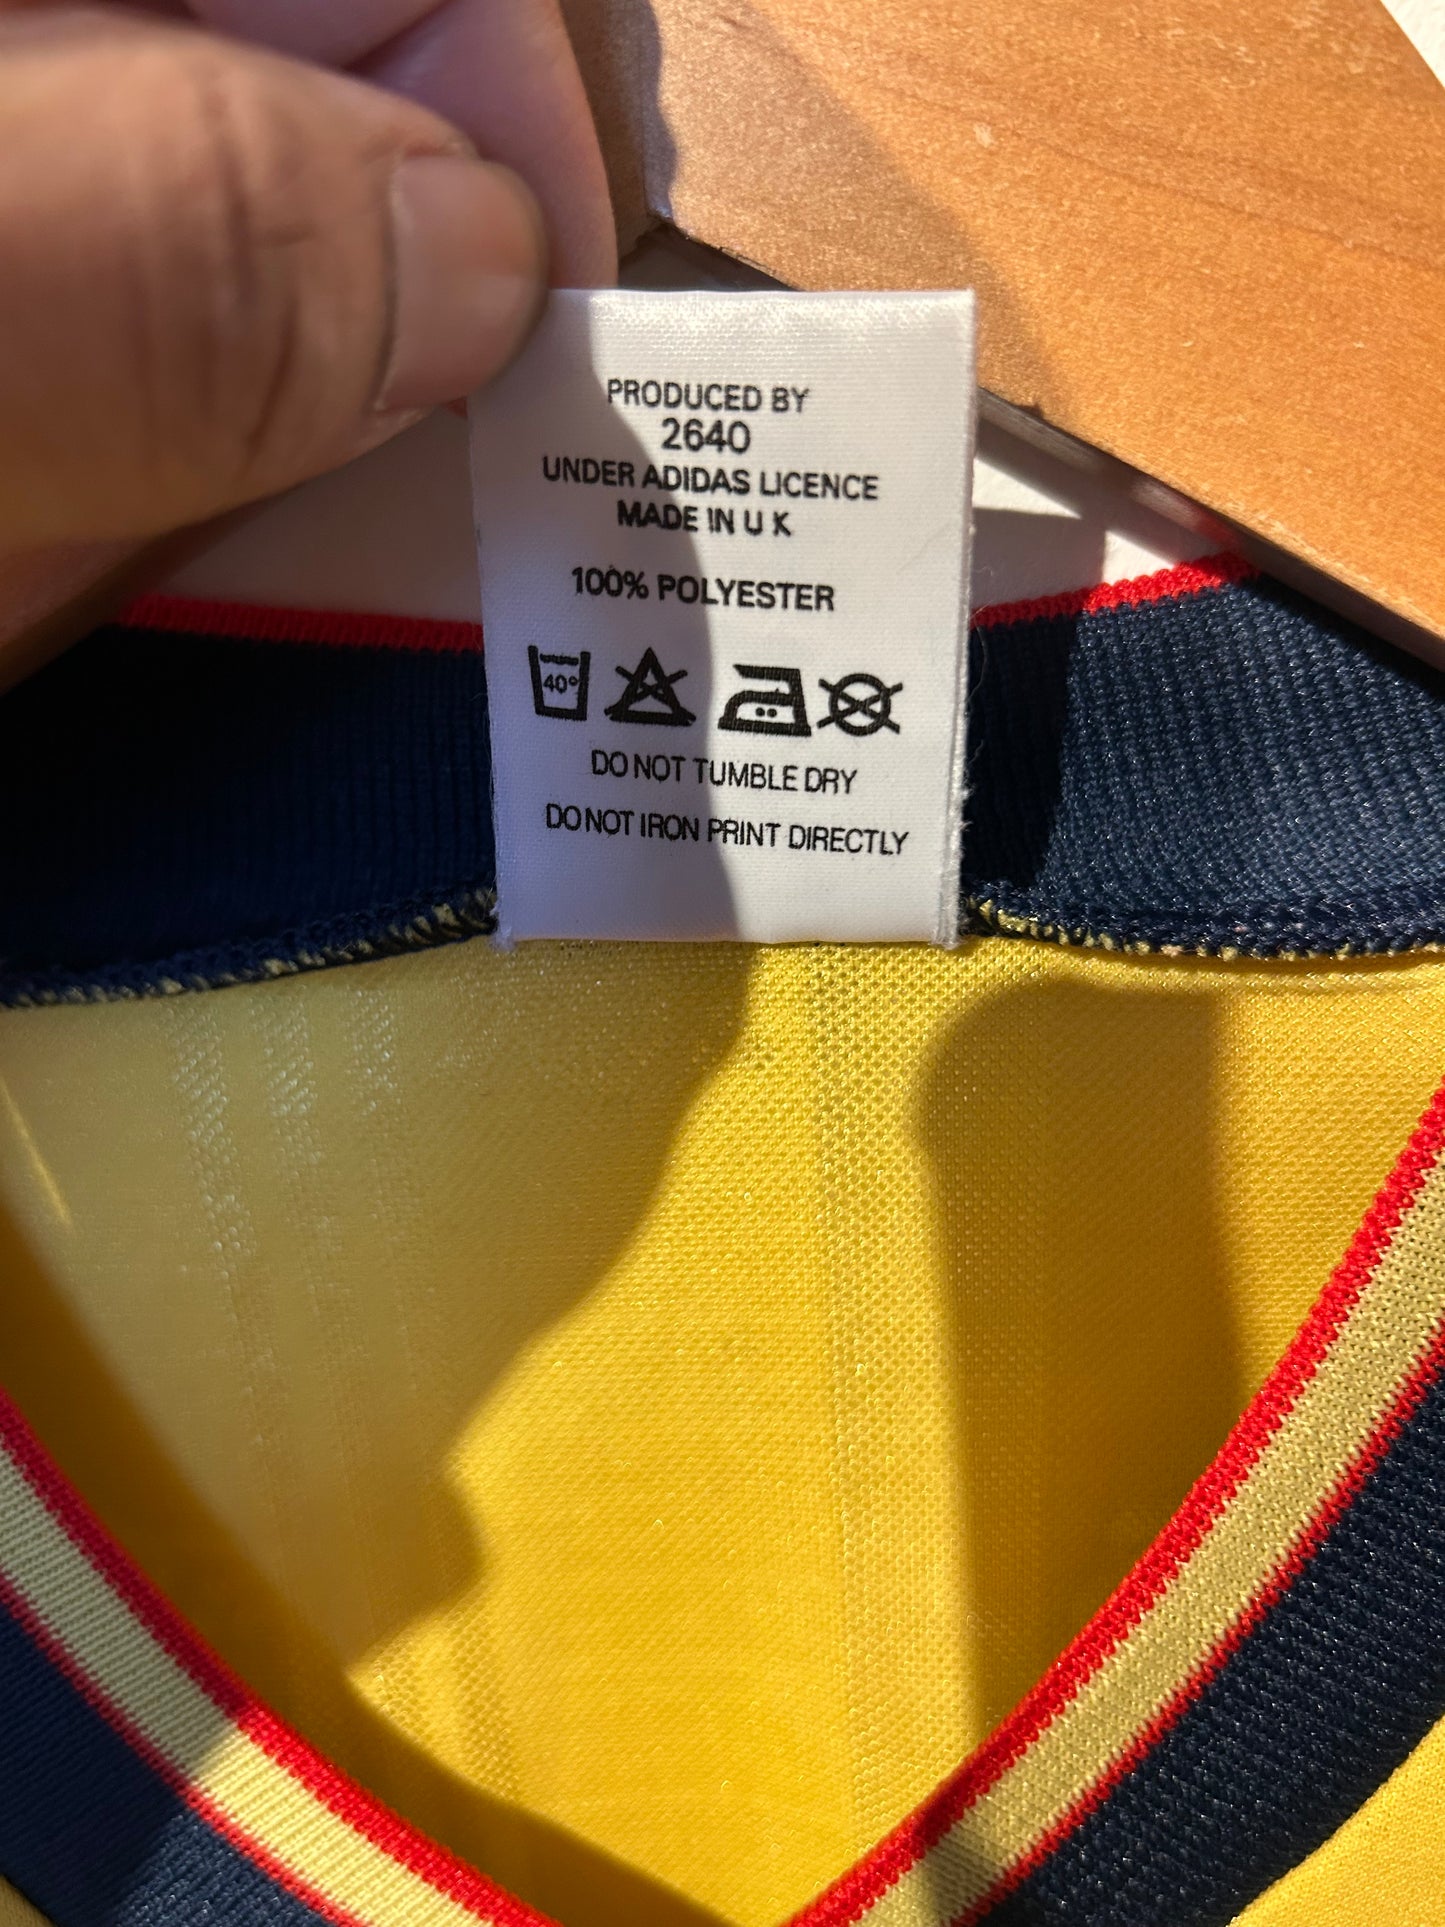 PRODUCED BY
2640
UNDER ADIDAS LICENCE
MADE IN U K
100% POLYESTER
40°
DO NOT TUMBLE DRY
DO NOT IRON PRINT DIRECTLY